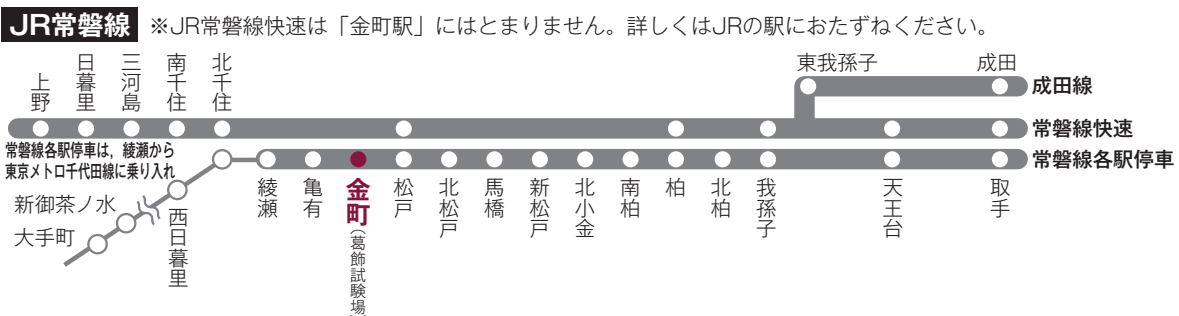 JR常磐線 ※JR常磐線快速は「金町駅」にはとまりません。詳しくはJRの駅におたずねください。
上野
日暮里
三河島
南千住
北千住
東我孫子
成田
成田線
常磐線快速
常磐線各駅停車は，綾瀬から
東京メトロ千代田線に乗り入れ
常磐線各駅停車
新御茶ノ水
大手町
西日暮里
綾瀬
亀有
金町(葛飾試験場
松戸
北松戸
馬橋
新松戸
北小金
南柏
柏
北柏
我孫子
天王台
取手